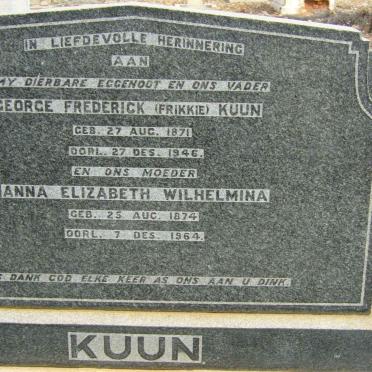 IN LIEFDEVOLLE HERINNERING
AAN
MY DIERBARE EGGENOOT EN ONS VADER
GEORGE FREDERICK (FRIKKIE) KUUN
GEB. 27 AUG. 1871
OORL. 27 DES. 1946.
EN ONS MOEDER
ANNA ELIZABETH WILHELMINA
GEB. 25 AUG. 1874
OORL. 7 DES. 1964.
DANK GOD ELKE KEER AS ONS AAN U DINK.
KUUN